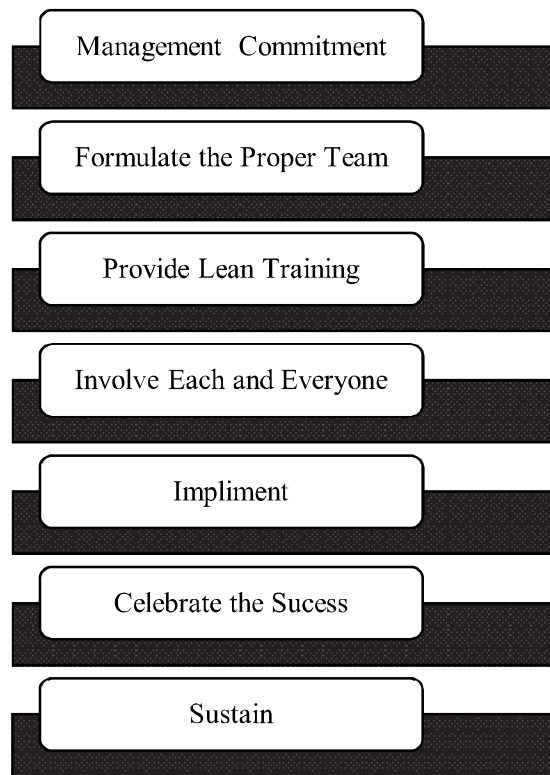 Management Commitment
Formulate the Proper Team
Provide Lean Training
Involve Each and Everyone
Impliment
Celebrate the Sucess
Sustain